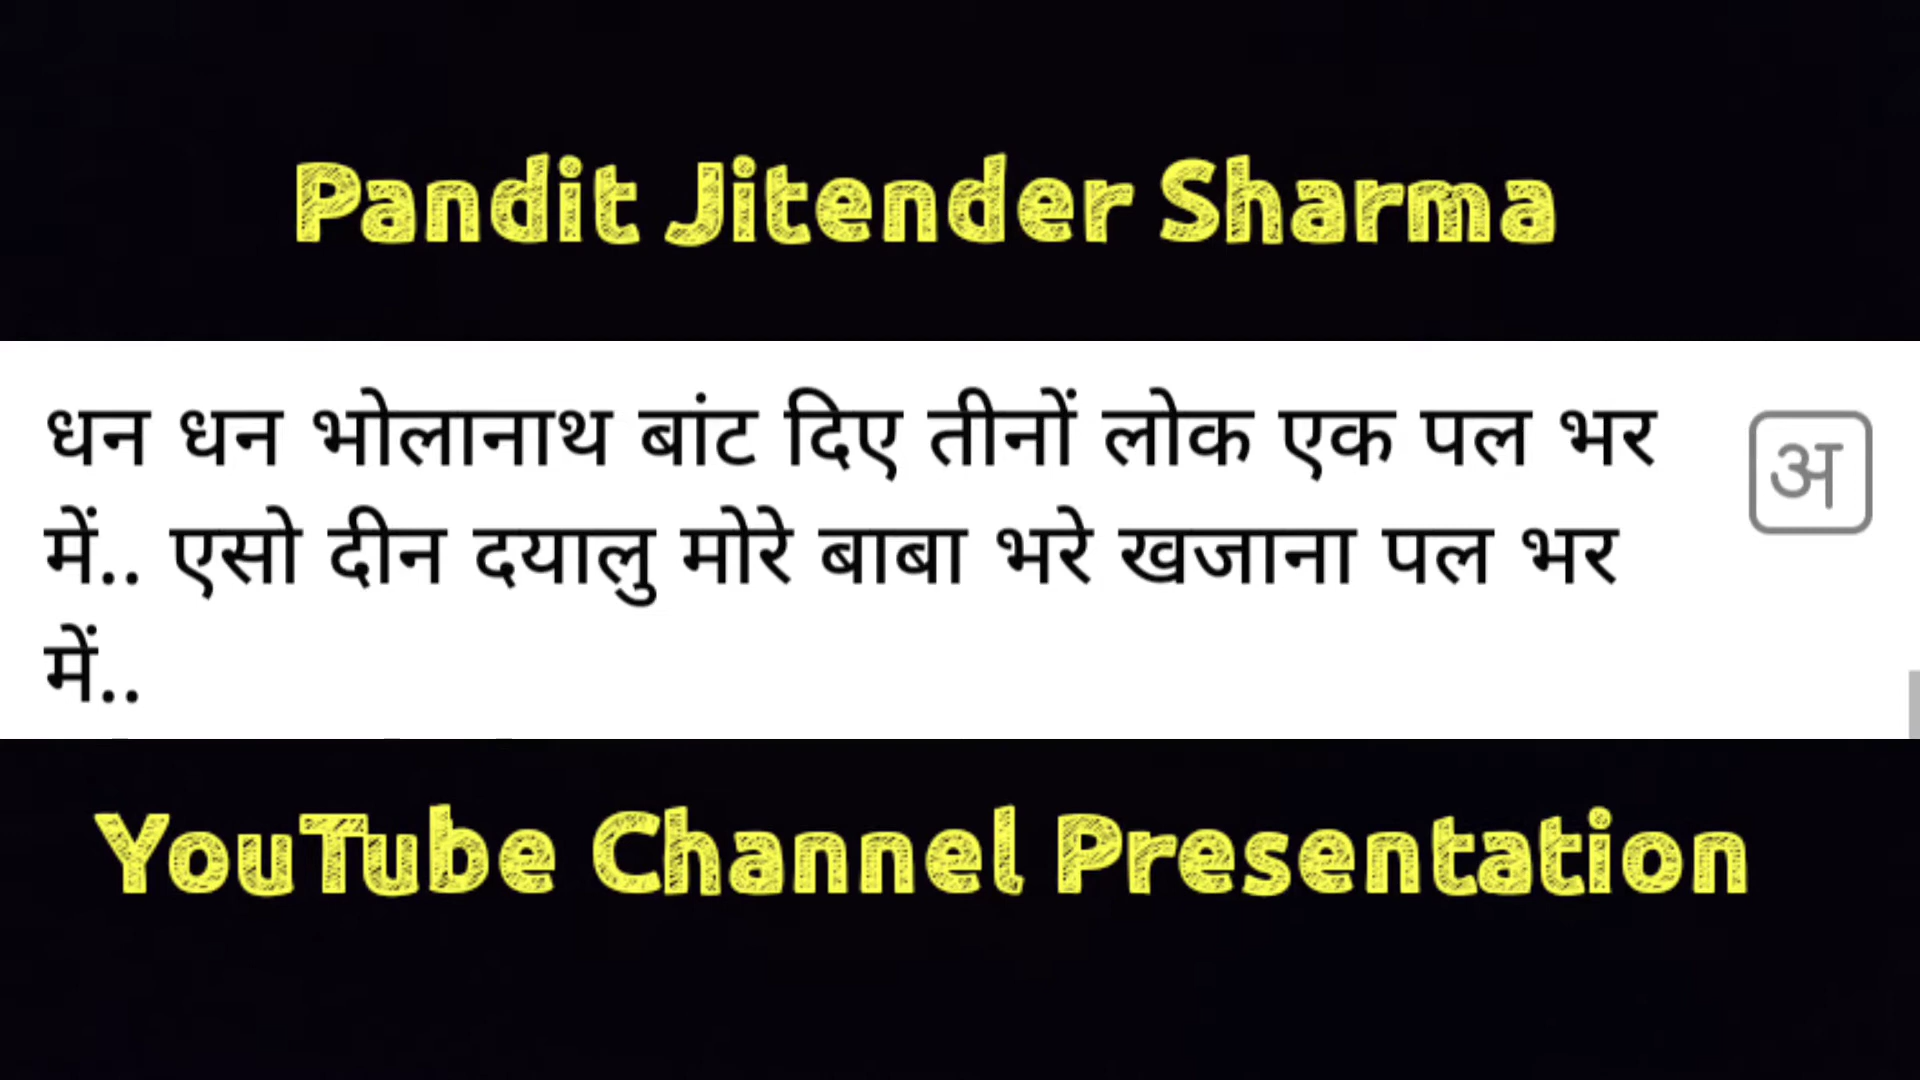 Pandit Jitender Sharma
धन धन भोलानाथ बांट दिए तीनों लोक एक पल भर
में.. एसो दीन दयालु मोरे बाबा भरे खजाना पल भर
में..
अ
YouTube Channel Presentation